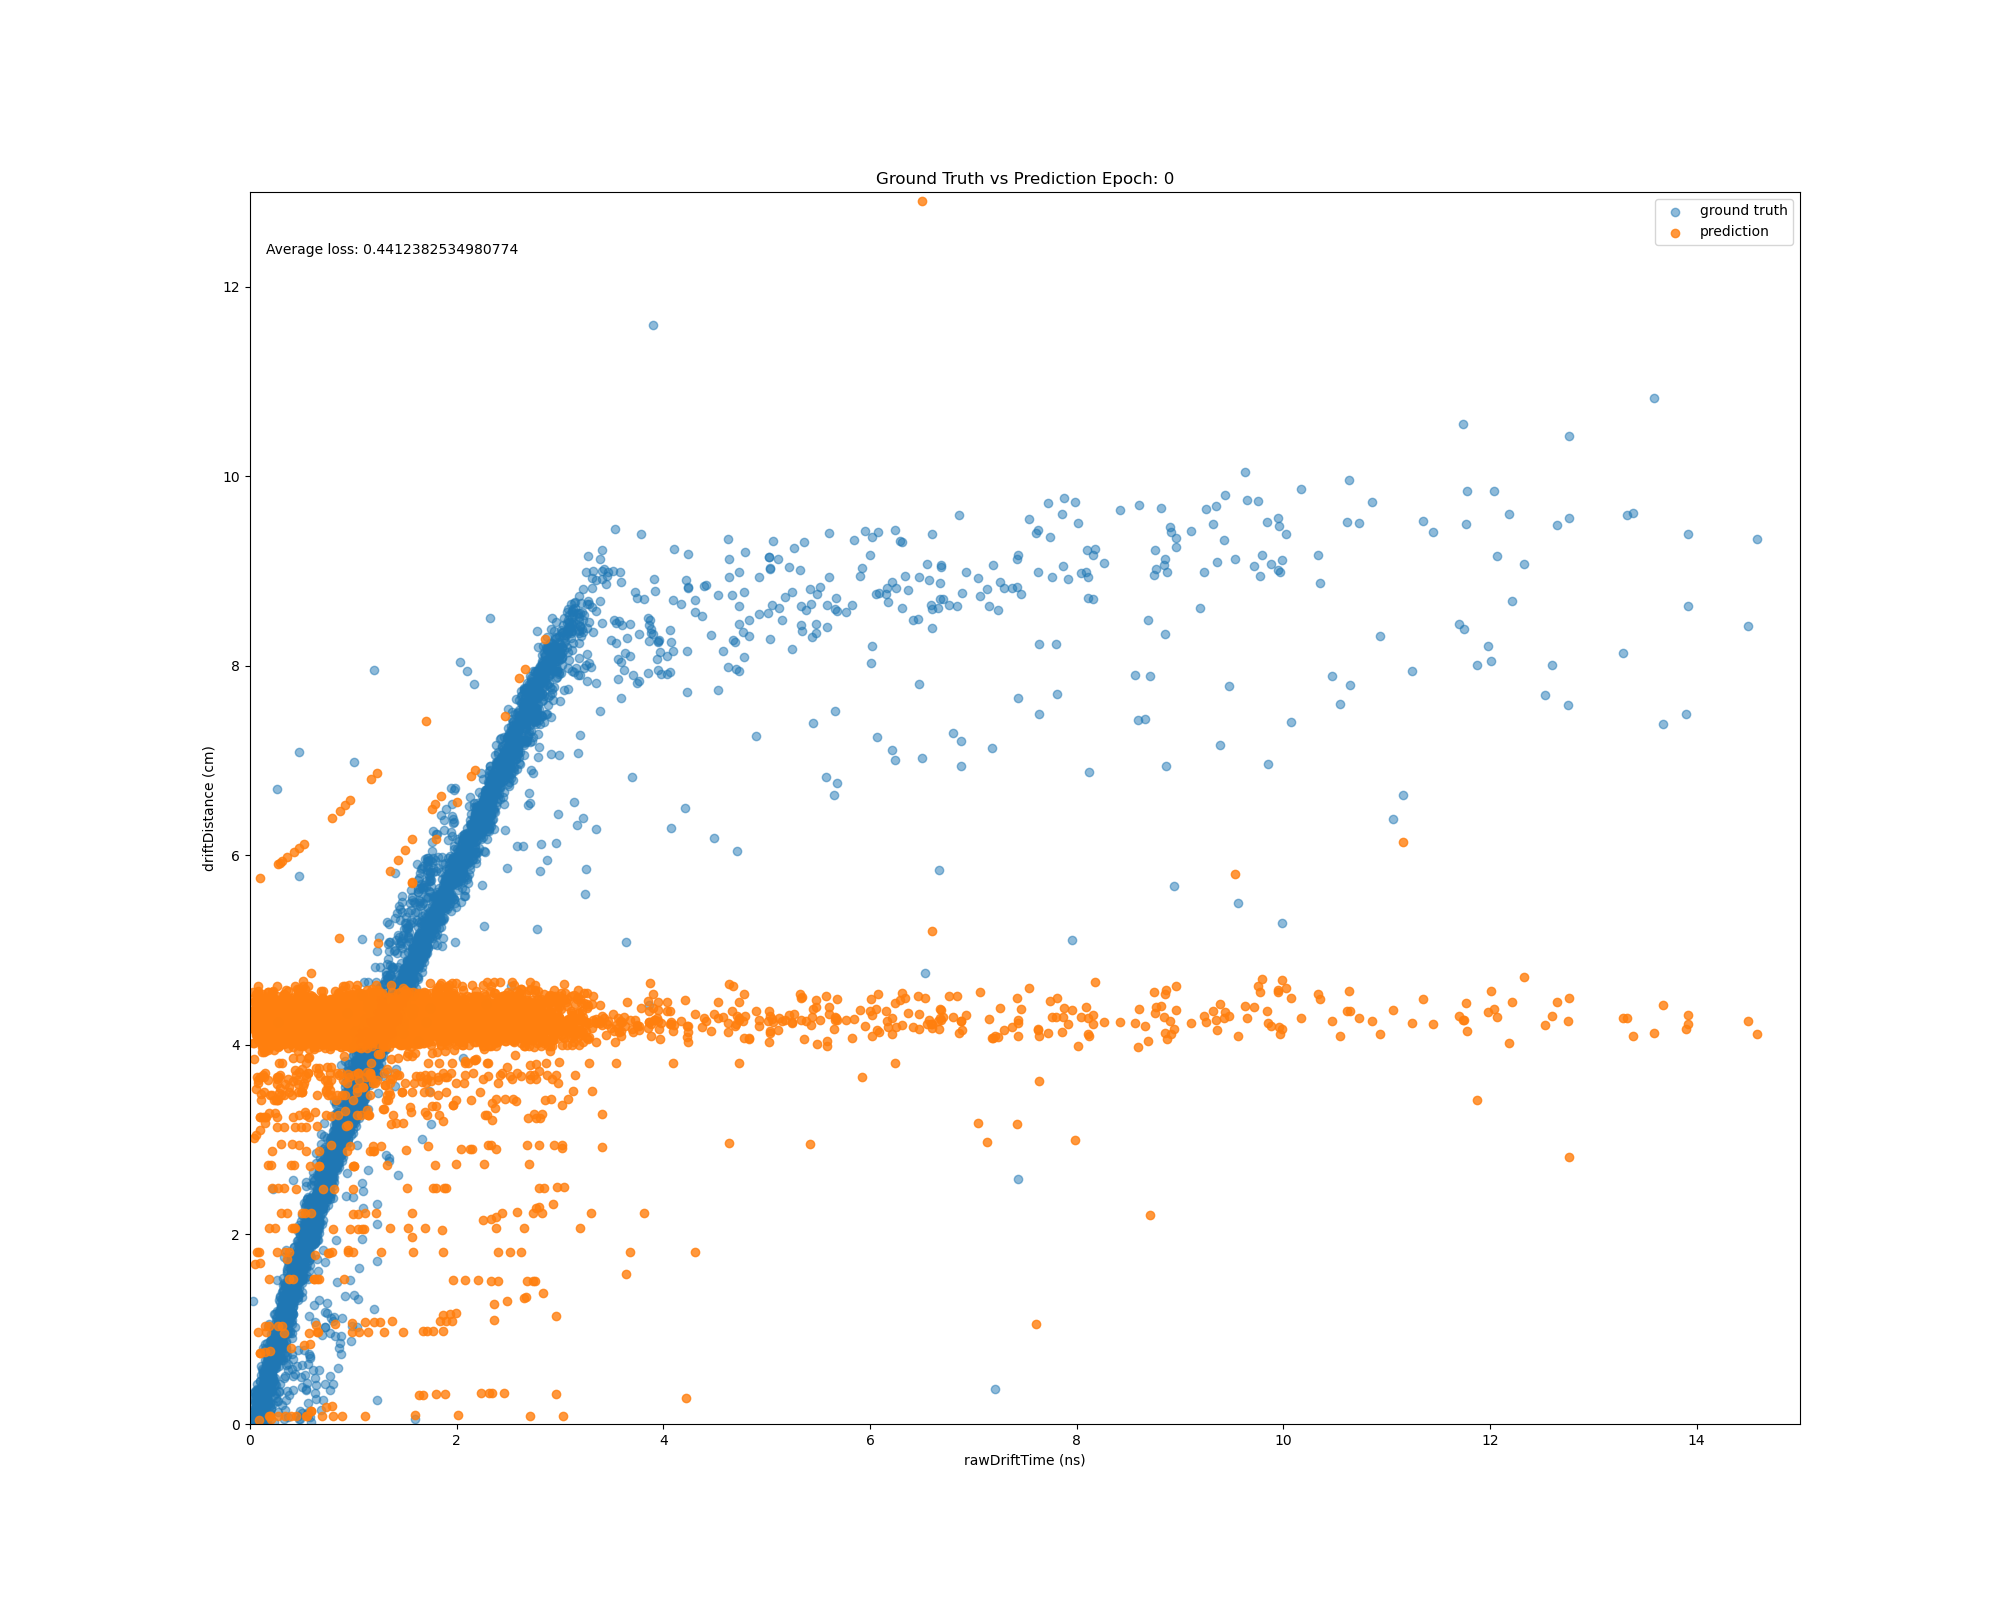 Ground Truth vs Prediction Epoch: 0
ground truth
prediction
Average loss: 0.4412382534980774
12
10
8
6
4
2
0
driftDistance (cm)
0 2 4 6 8 10 12 14
rawDriftTime (ns)